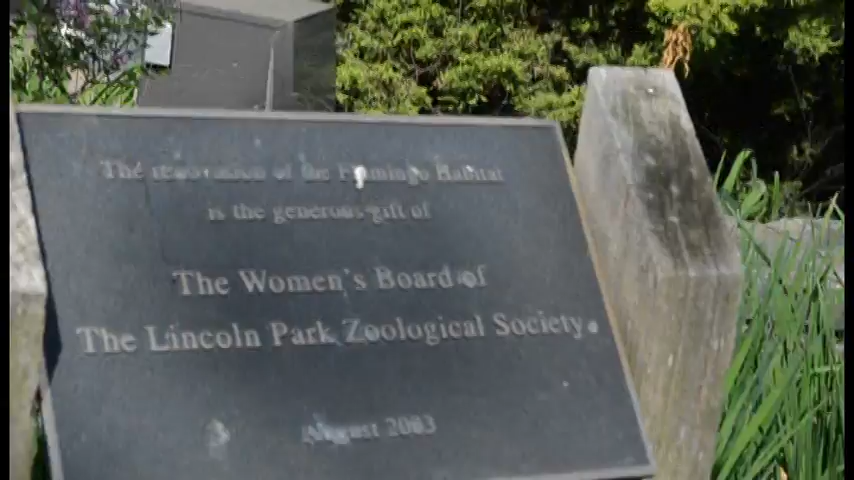 The renovation of the Flamingo Habitat
is the generous gift of
The Women's Board of
The Lincoln Park Zoological Society
August 2003